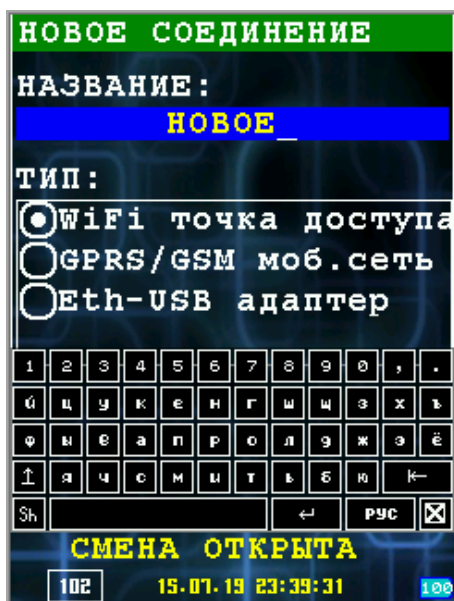 НОВОЕ СОЕДИНЕНИЕ
НАЗВАНИЕ:
НОВОЕ_
ТИП:
WiFi точка доступа
GPRS/GSM моб.сеть
Eth-USB адаптер
1 2 3 4 5 6 7 8 9 0 , .
й ц у к е н г ш щ з х ъ
ф ы в а п р о л д ж э ё
↥ я ч с м и т ь б ю ←
Sh ↵ РУС ☒
СМЕНА ОТКРЫТА
102 15.07.19 23:39:31 100